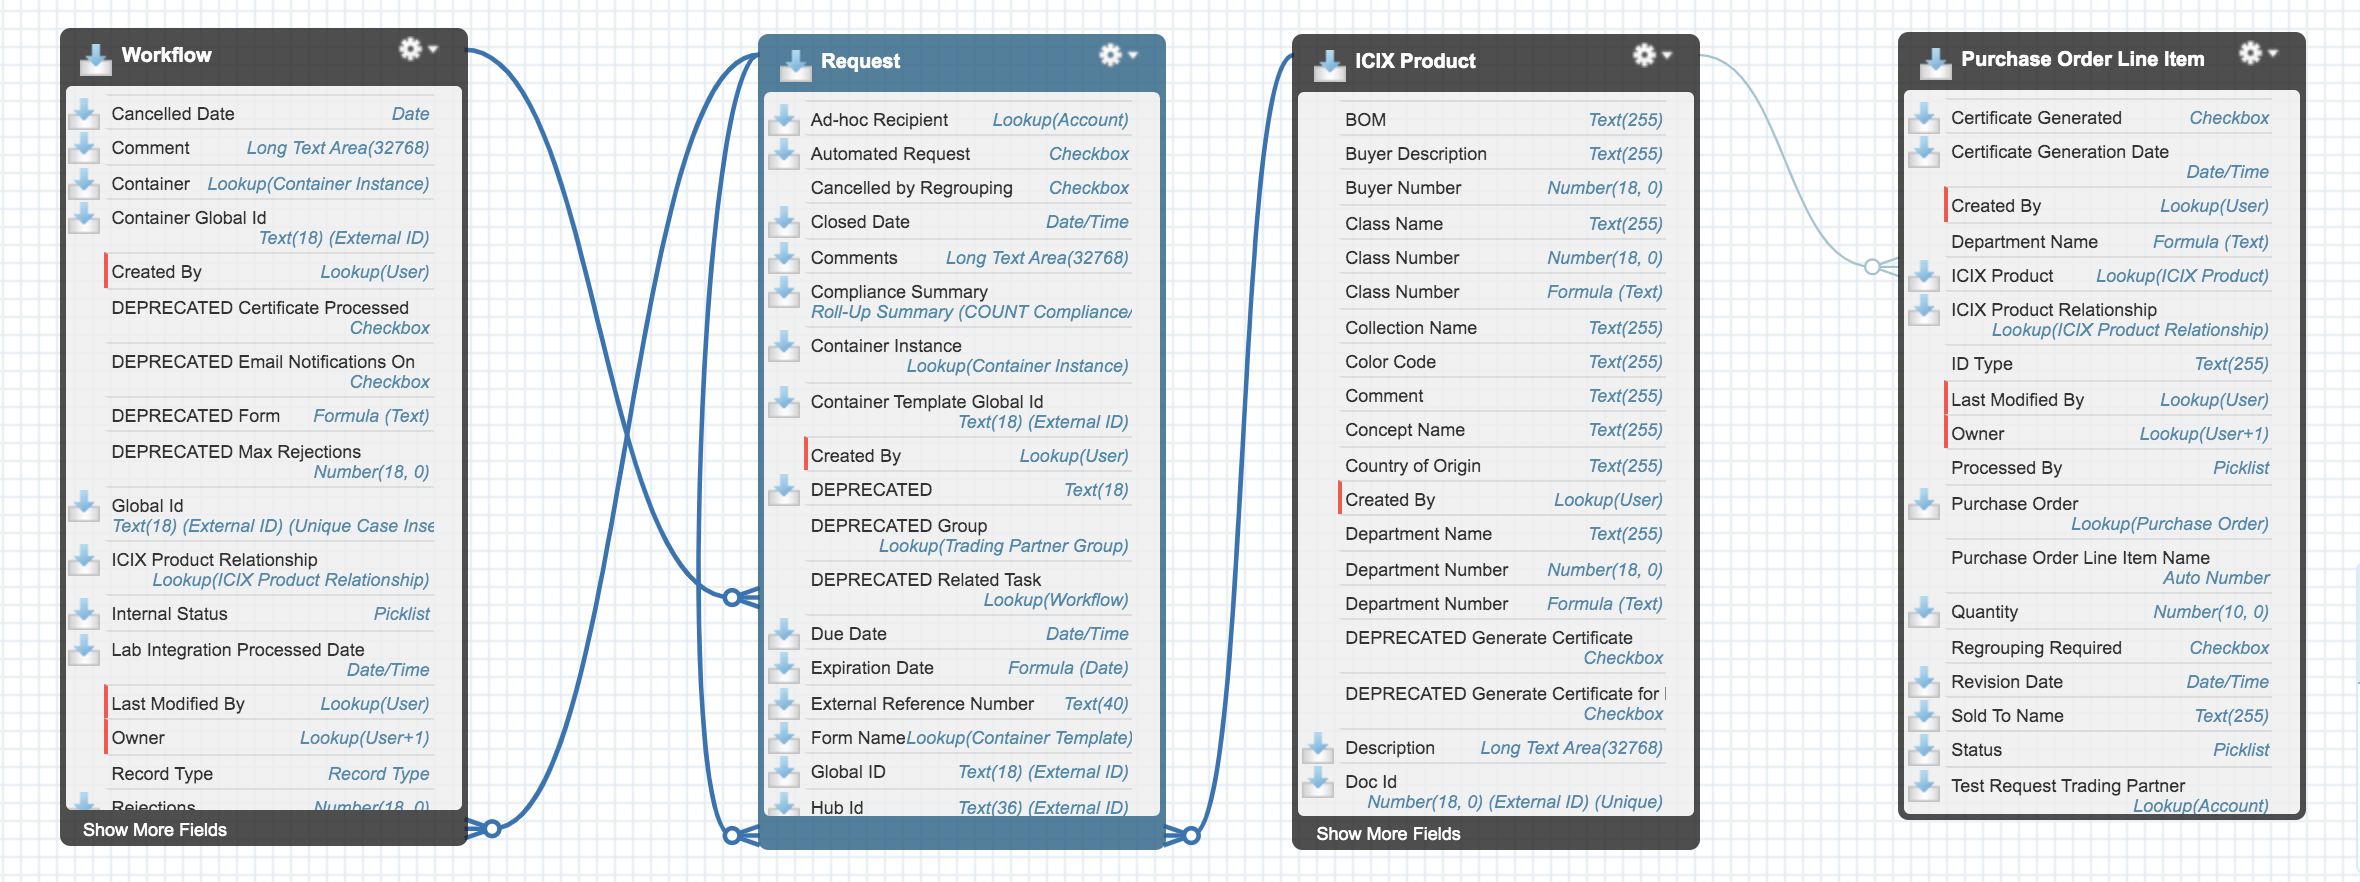 Workflow
Cancelled Date Date
Comment Long Text Area(32768)
Container Lookup(Container Instance)
Container Global Id
Text(18) (External ID)
Created By Lookup(User)
DEPRECATED Certificate Processed
Checkbox
DEPRECATED Email Notifications On
Checkbox
DEPRECATED Form Formula (Text)
DEPRECATED Max Rejections
Number(18, 0)
Global Id
Text(18) (External ID) (Unique Case Inse
ICIX Product Relationship
Lookup(ICIX Product Relationship)
Internal Status Picklist
Lab Integration Processed Date
Date/Time
Last Modified By Lookup(User)
Owner Lookup(User+1)
Record Type Record Type
Rejections Number(18, 0)
Show More Fields
Request
Ad-hoc Recipient Lookup(Account)
Automated Request Checkbox
Cancelled by Regrouping Checkbox
Closed Date Date/Time
Comments Long Text Area(32768)
Compliance Summary
Roll-Up Summary (COUNT Compliance/
Container Instance
Lookup(Container Instance)
Container Template Global Id
Text(18) (External ID)
Created By Lookup(User)
DEPRECATED Text(18)
DEPRECATED Group
Lookup(Trading Partner Group)
DEPRECATED Related Task
Lookup(Workflow)
Due Date Date/Time
Expiration Date Formula (Date)
External Reference Number Text(40)
Form Name Lookup(Container Template)
Global ID Text(18) (External ID)
Hub Id Text(36) (External ID)
ICIX Product
BOM Text(255)
Buyer Description Text(255)
Buyer Number Number(18, 0)
Class Name Text(255)
Class Number Number(18, 0)
Class Number Formula (Text)
Collection Name Text(255)
Color Code Text(255)
Comment Text(255)
Concept Name Text(255)
Country of Origin Text(255)
Created By Lookup(User)
Department Name Text(255)
Department Number Number(18, 0)
Department Number Formula (Text)
DEPRECATED Generate Certificate
Checkbox
DEPRECATED Generate Certificate for
Checkbox
Description Long Text Area(32768)
Doc Id
Number(18, 0) (External ID) (Unique)
Show More Fields
Purchase Order Line Item
Certificate Generated Checkbox
Certificate Generation Date
Date/Time
Created By Lookup(User)
Department Name Formula (Text)
ICIX Product Lookup(ICIX Product)
ICIX Product Relationship
Lookup(ICIX Product Relationship)
ID Type Text(255)
Last Modified By Lookup(User)
Owner Lookup(User+1)
Processed By Picklist
Purchase Order
Lookup(Purchase Order)
Purchase Order Line Item Name
Auto Number
Quantity Number(10, 0)
Regrouping Required Checkbox
Revision Date Date/Time
Sold To Name Text(255)
Status Picklist
Test Request Trading Partner
Lookup(Account)